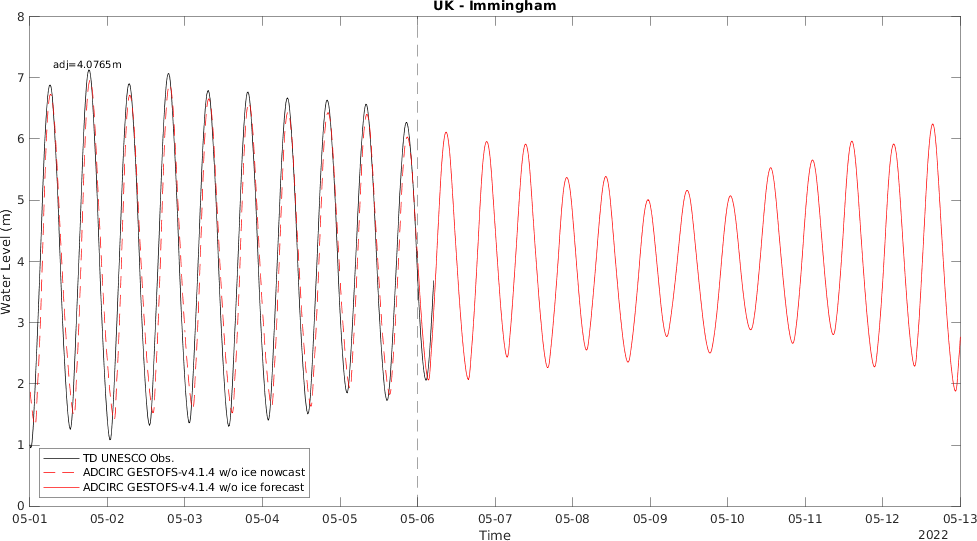 UK - Immingham
adj=4.0765m
8
7
6
5
4
3
2
1
0
Water Level (m)
TD UNESCO Obs.
ADCIRC GESTOFS-v4.1.4 w/o ice nowcast
ADCIRC GESTOFS-v4.1.4 w/o ice forecast
05-01 05-02 05-03 05-04 05-05 05-06 05-07 05-08 05-09 05-10 05-11 05-12 05-13
Time
2022